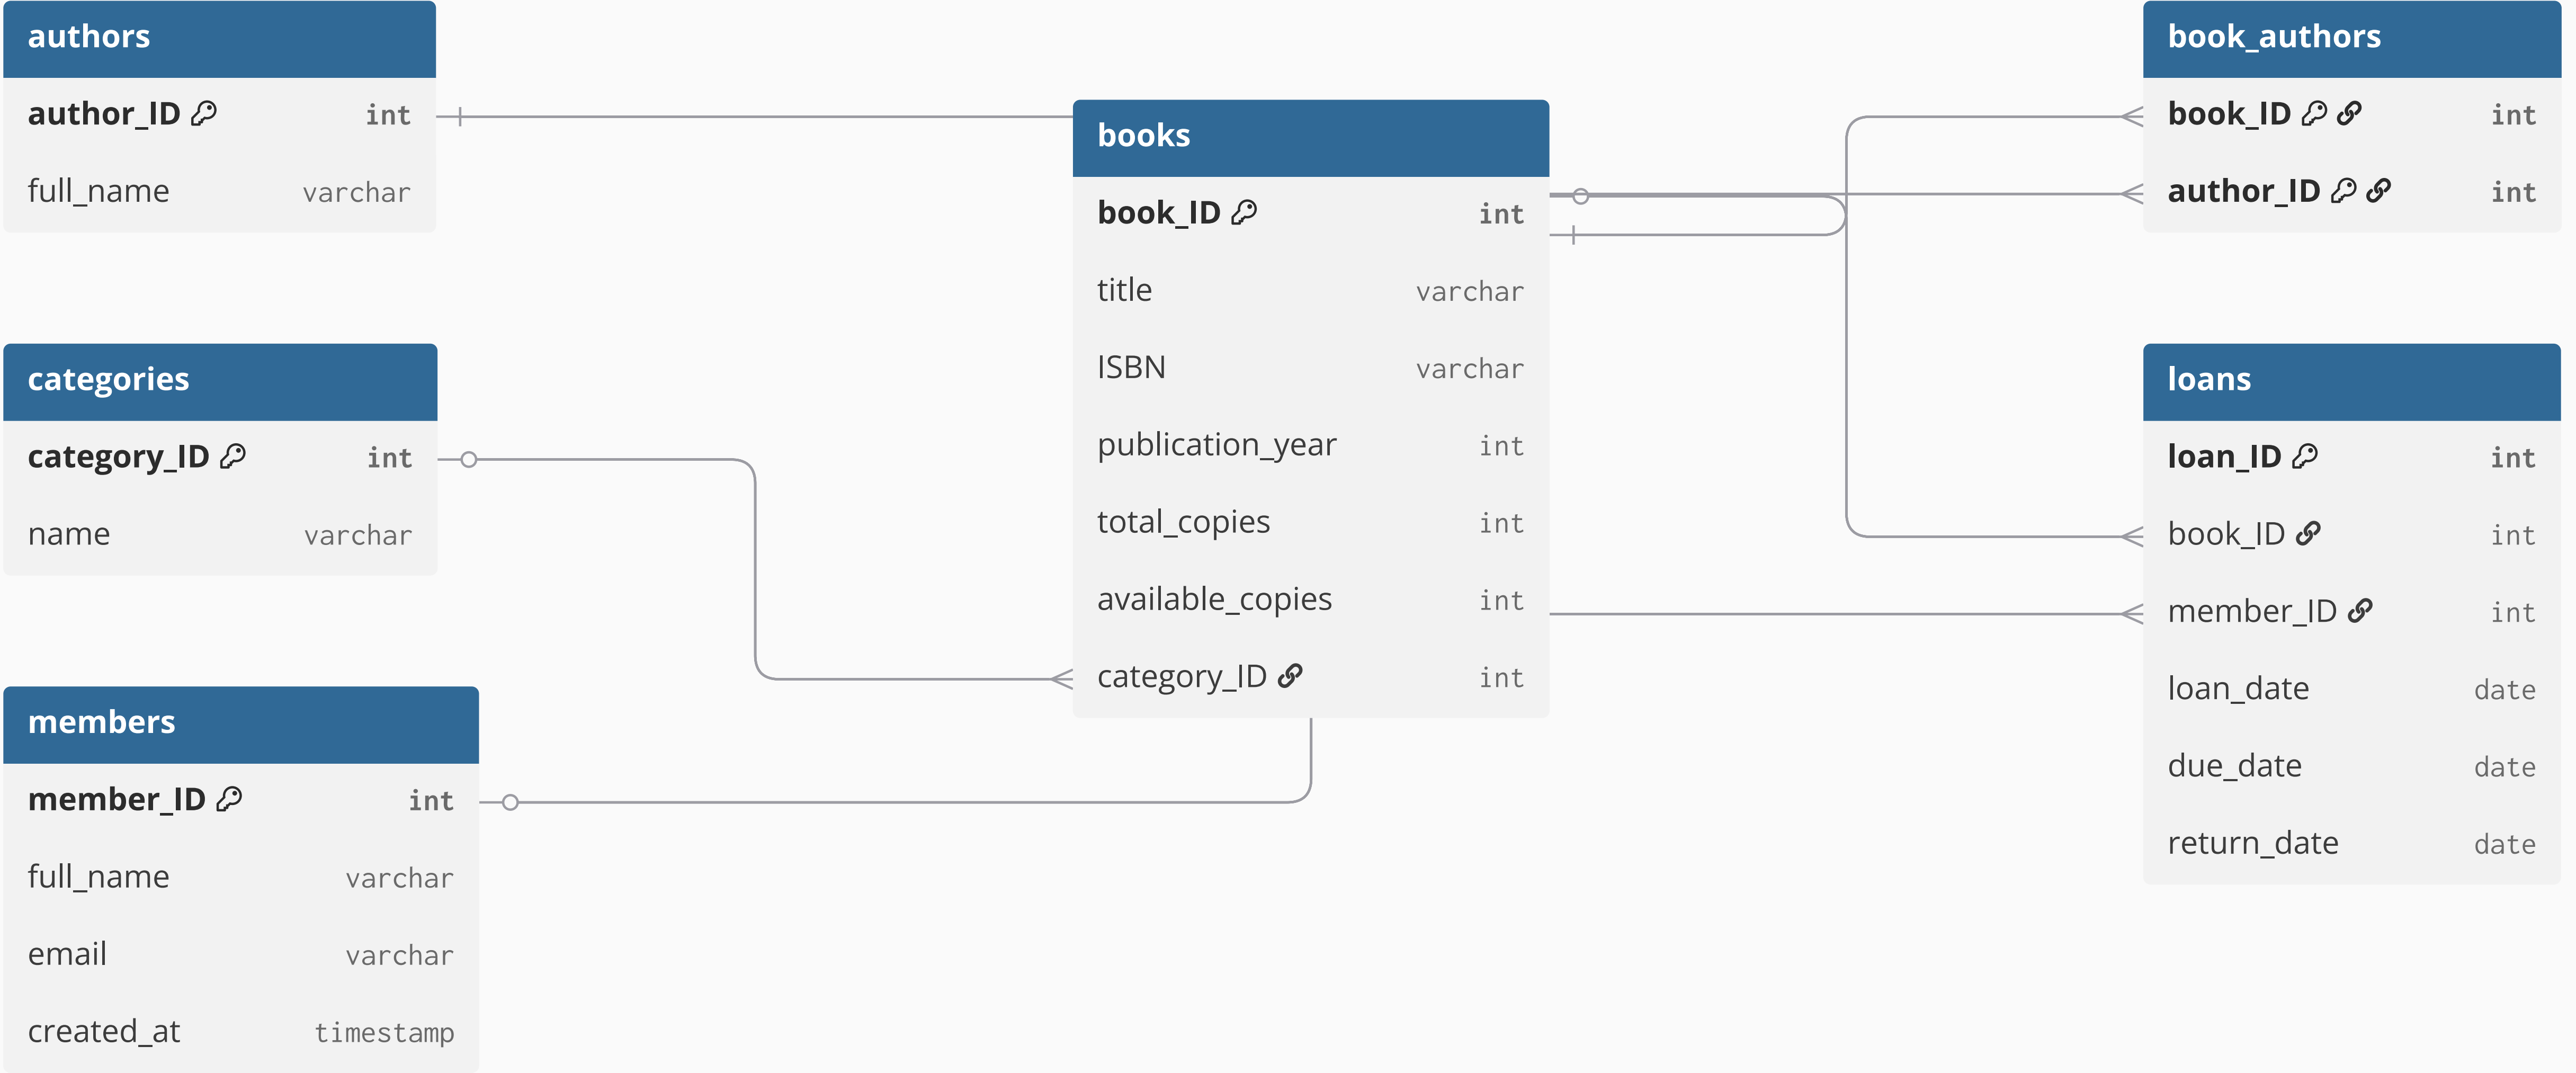 authors
author_ID int
full_name varchar
categories
category_ID int
name varchar
members
member_ID int
full_name varchar
email varchar
created_at timestamp
books
book_ID int
title varchar
ISBN varchar
publication_year int
total_copies int
available_copies int
category_ID int
book_authors
book_ID int
author_ID int
loans
loan_ID int
book_ID int
member_ID int
loan_date date
due_date date
return_date date